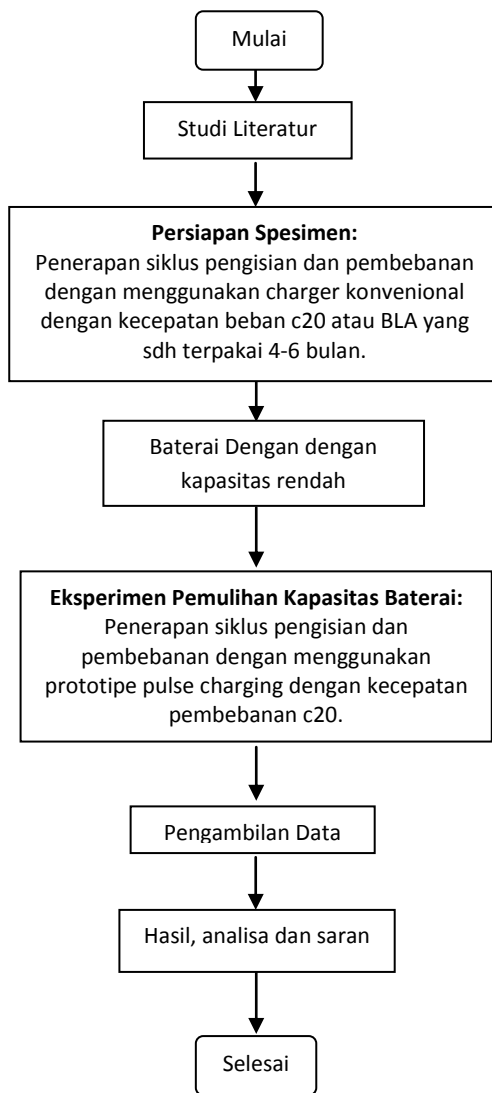 Mulai
Studi Literatur
Persiapan Spesimen:
Penerapan siklus pengisian dan pembebanan
dengan menggunakan charger konvenional
dengan kecepatan beban c20 atau BLA yang
sdh terpakai 4-6 bulan.
Baterai Dengan dengan
kapasitas rendah
Eksperimen Pemulihan Kapasitas Baterai:
Penerapan siklus pengisian dan
pembebanan dengan menggunakan
prototipe pulse charging dengan kecepatan
pembebanan c20.
Pengambilan Data
Hasil, analisa dan saran
Selesai